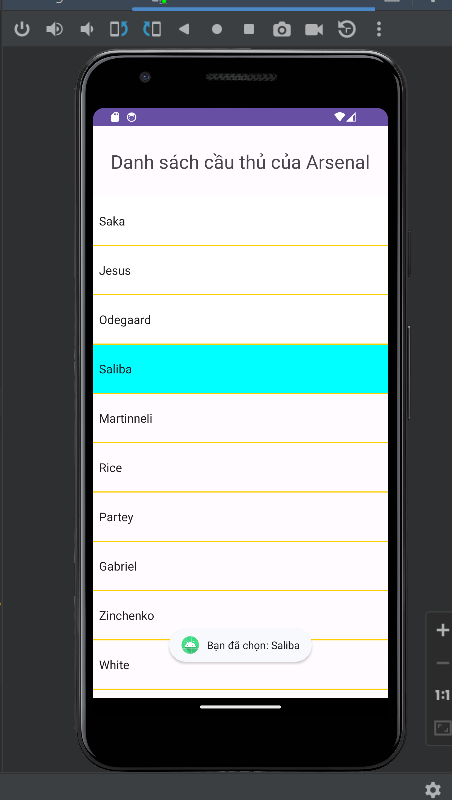 Danh sách cầu thủ của Arsenal
Saka
Jesus
Odegaard
Saliba
Martinneli
Rice
Partey
Gabriel
Zinchenko
Bạn đã chọn: Saliba
White
1:1